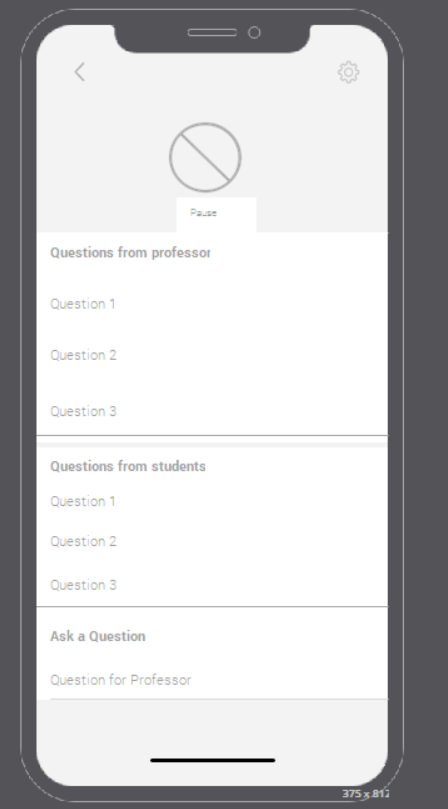 Pause
Questions from professor
Question 1
Question 2
Question 3
Questions from students
Question 1
Question 2
Question 3
Ask a Question
Question for Professor
375 x 812